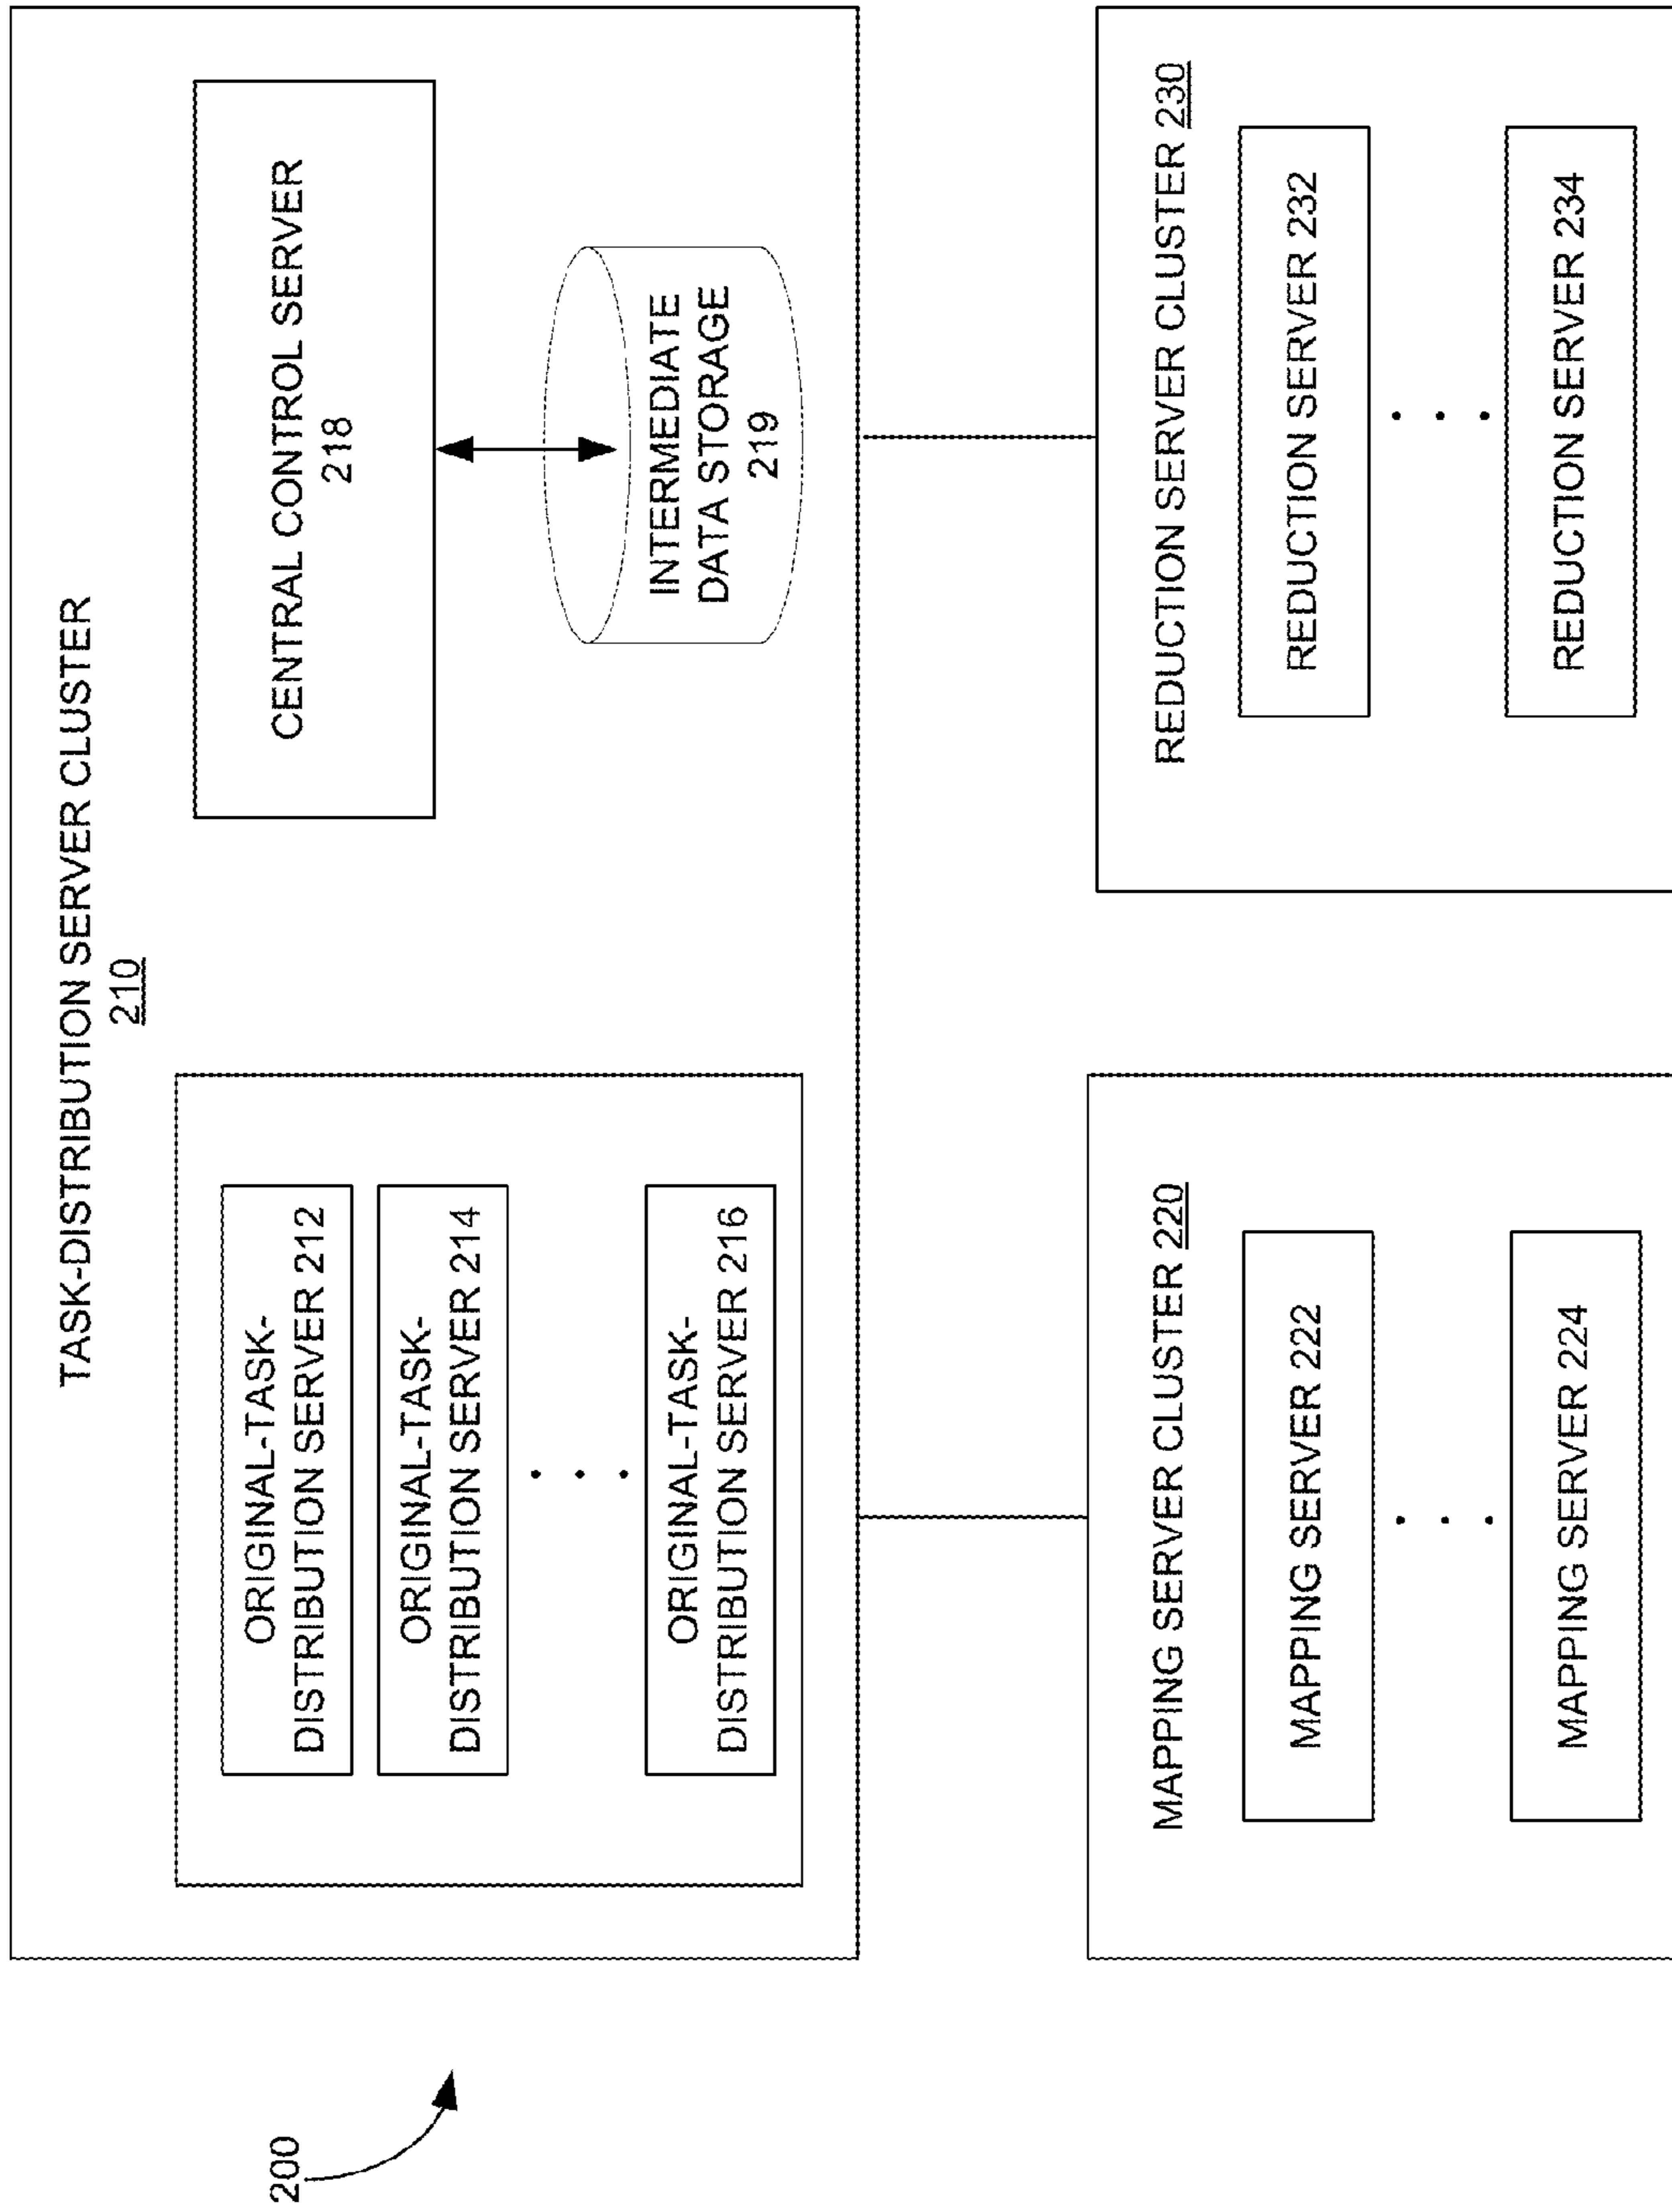 200
TASK-DISTRIBUTION SERVER CLUSTER
210
ORIGINAL-TASK-
DISTRIBUTION SERVER 212
ORIGINAL-TASK-
DISTRIBUTION SERVER 214
ORIGINAL-TASK-
DISTRIBUTION SERVER 216
CENTRAL CONTROL SERVER
218
INTERMEDIATE
DATA STORAGE
219
MAPPING SERVER CLUSTER 220
MAPPING SERVER 222
MAPPING SERVER 224
REDUCTION SERVER CLUSTER 230
REDUCTION SERVER 232
REDUCTION SERVER 234